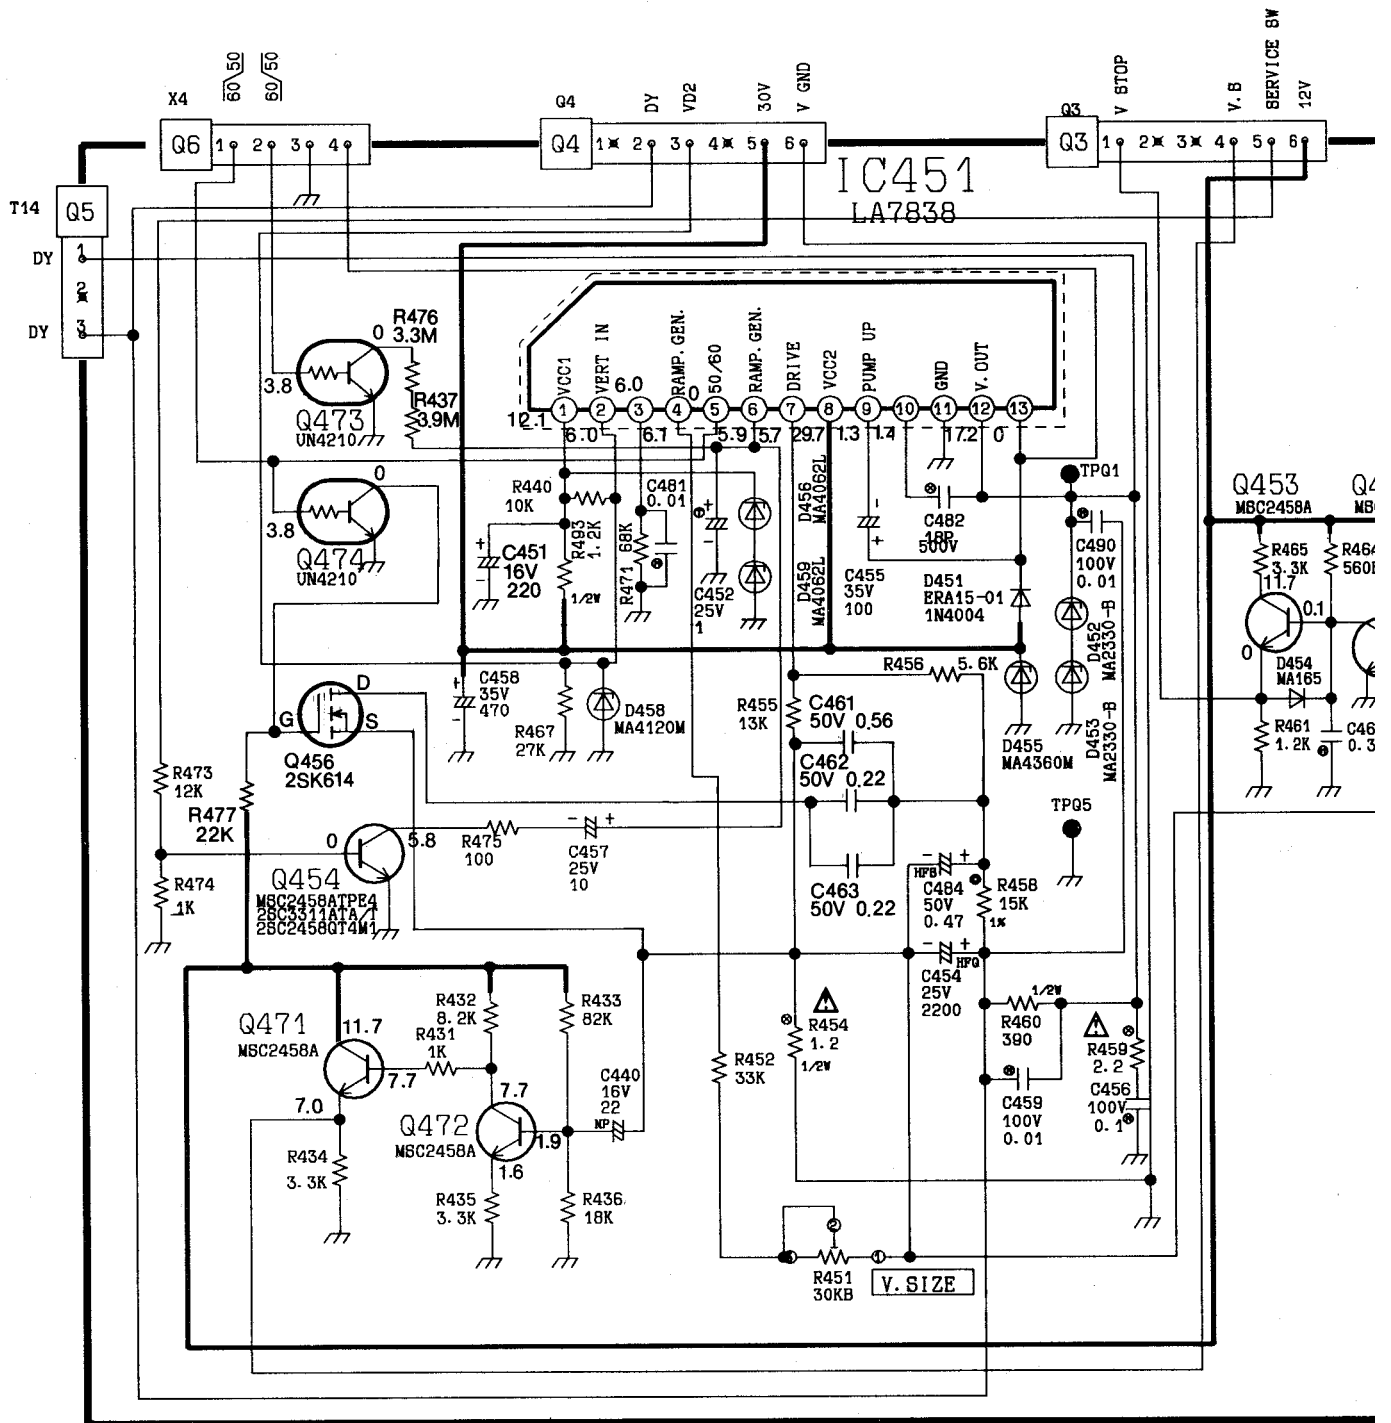 60/50
60/50
X4
Q4
DY
VD2
30V
V GND
Q3
V STOP
V.B
SERVICE SW
12V
Q6
1
2
3
4
Q4
1
2
3
4
5
6
Q3
1
2
3
4
5
6
IC451
LA7838
T14
Q5
1
DY
2
3
DY
R476
3.3M
0
3.8
Q473
UN4210
R437
3.9M
0
3.8
Q474
UN4210
VCC1
VERT IN
6.0
RAMP.GEN.
0
50/60
RAMP.GEN.
DRIVE
VCC2
PUMP UP
GND
V.OUT
1
2
3
4
5
6
7
8
9
10
11
12
13
12.1
6.0
6.1
5.9
5.7
29.7
1.3
1.4
17.2
0
TPQ1
R440
10K
R493
1.2K
1/2W
C481
0.01
R471
68K
C451
16V
220
C452
25V
1
D456
MA4062L
D459
MA4062L
C455
35V
100
C482
18P
500V
D451
ERA15-01
1N4004
C490
100V
0.01
D452
MA2330-B
D453
MA2330-B
D455
MA4360M
Q453
MSC2458A
R465
3.3K
11.7
R464
0.1
0
D454
MA165
R461
1.2K
C458
35V
470
R467
27K
D458
MA4120M
R456
5.6K
R455
13K
C461
50V 0.56
C462
50V 0.22
C463
50V 0.22
G
D
S
Q456
2SK614
R473
12K
R477
22K
0
5.8
R475
100
C457
25V
10
R474
1K
Q454
MSC2458ATPE4
2SC3311ATA/T
2SC2458QT4M1
TPQ5
HFB
C484
50V
0.47
R458
15K
1%
HFQ
C454
25V
2200
R454
1.2
1/2W
R460
390
1/2W
C459
100V
0.01
R459
2.2
C456
100V
0.1
R452
33K
Q471
MSC2458A
11.7
7.7
7.0
R431
1K
R432
8.2K
R433
82K
C440
16V
22
NP
Q472
MSC2458A
7.7
1.9
1.6
R434
3.3K
R435
3.3K
R436
18K
2
1
R451
30KB
V.SIZE